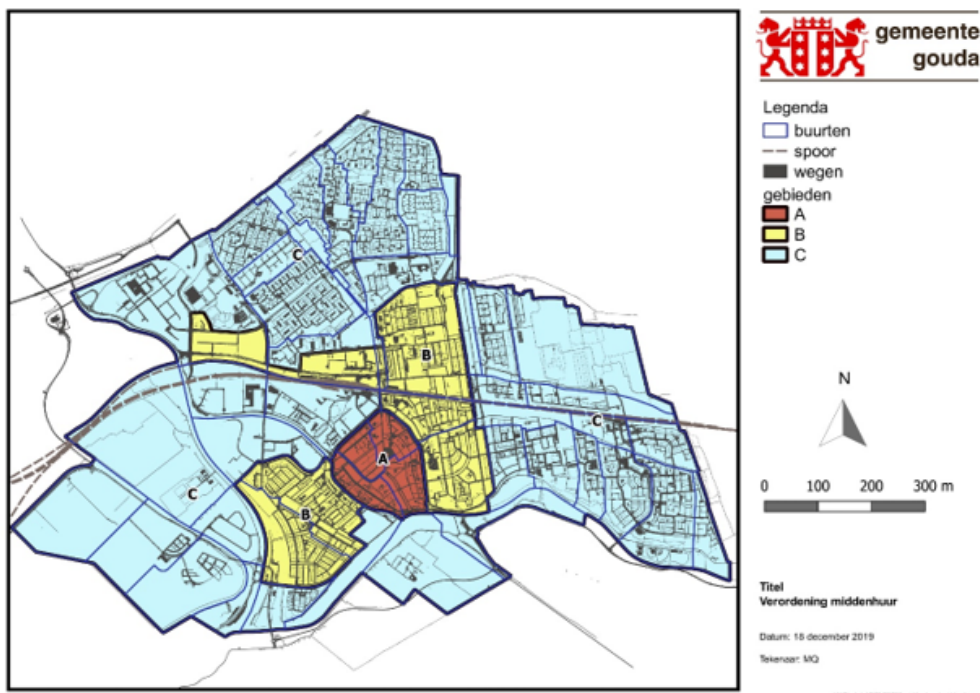 gemeente
gouda
Legenda
buurten
spoor
wegen
gebieden
A
B
C
C
B
C
A
C
B
N
0 100 200 300 m
Titel
Verordening middenhuur
Datum: 18 december 2019
Tekenaar: MQ